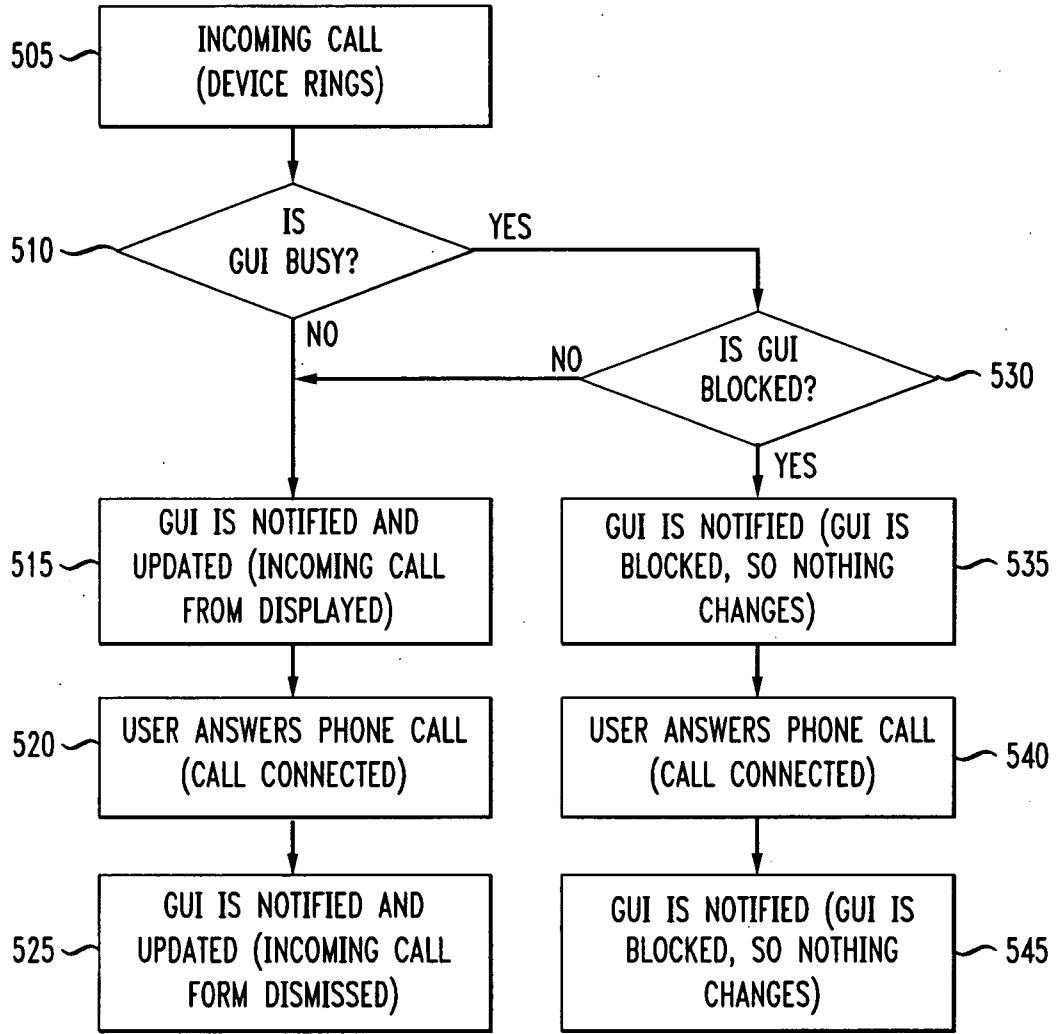 505
INCOMING CALL
(DEVICE RINGS)
510
IS
GUI BUSY?
YES
NO
NO
IS GUI
BLOCKED?
530
YES
515
GUI IS NOTIFIED AND
UPDATED (INCOMING CALL
FROM DISPLAYED)
GUI IS NOTIFIED (GUI IS
BLOCKED, SO NOTHING
CHANGES)
535
520
USER ANSWERS PHONE CALL
(CALL CONNECTED)
USER ANSWERS PHONE CALL
(CALL CONNECTED)
540
525
GUI IS NOTIFIED AND
UPDATED (INCOMING CALL
FORM DISMISSED)
GUI IS NOTIFIED (GUI IS
BLOCKED, SO NOTHING
CHANGES)
545